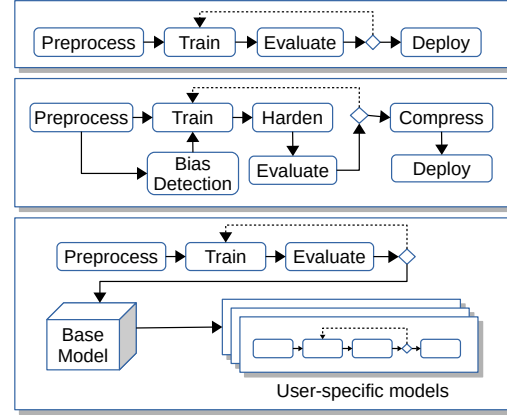 Preprocess Train Evaluate Deploy
Preprocess Train Harden Compress
Bias
Detection Evaluate Deploy
Preprocess Train Evaluate
Base
Model
User-specific models